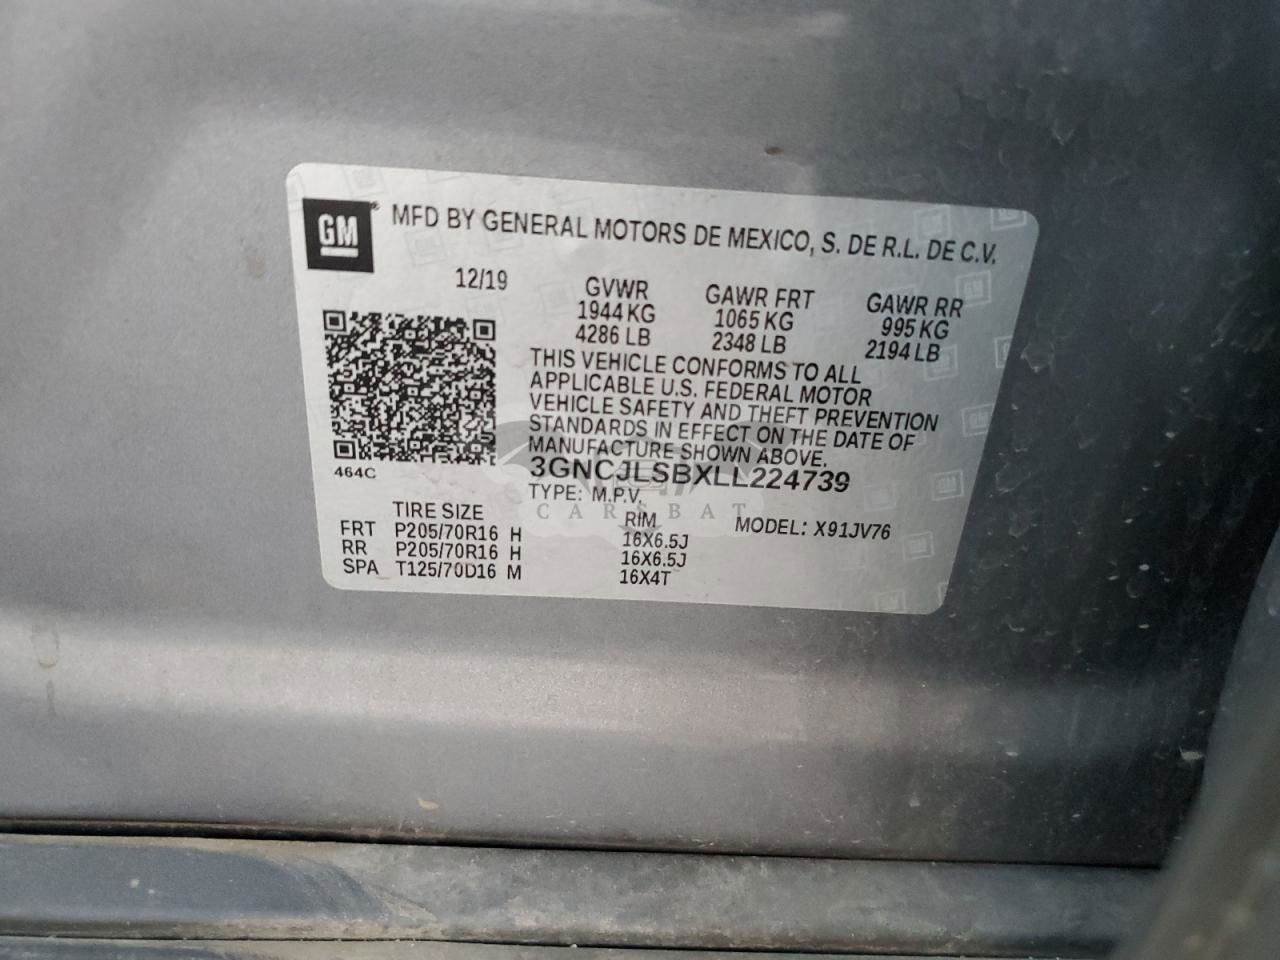 GM ® MFD BY GENERAL MOTORS DE MEXICO, S. DE R.L. DE C.V.
12/19 GVWR GAWR FRT GAWR RR
1944 KG 1065 KG 995 KG
4286 LB 2348 LB 2194 LB
THIS VEHICLE CONFORMS TO ALL
APPLICABLE U.S. FEDERAL MOTOR
VEHICLE SAFETY AND THEFT PREVENTION
STANDARDS IN EFFECT ON THE DATE OF
MANUFACTURE SHOWN ABOVE.
464C 3GNCJLSBXLL224739
TYPE: M.P.V.
CARSBAT
TIRE SIZE RIM MODEL: X91JV76
FRT P205/70R16 H 16X6.5J
RR P205/70R16 H 16X6.5J
SPA T125/70D16 M 16X4T